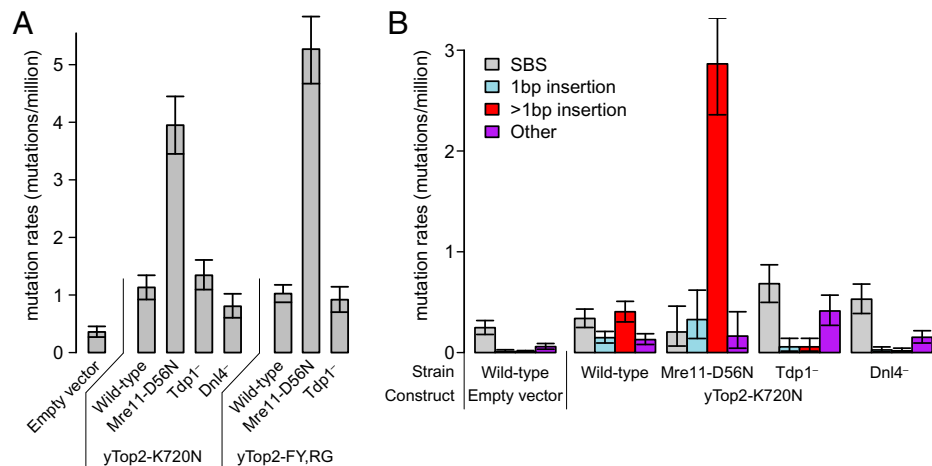 A
mutation rates (mutations/million)
5
4
3
2
1
0
Empty vector
Wild-type
Mre11-D56N
Tdp1⁻
Dnl4⁻
Wild-type
Mre11-D56N
Tdp1⁻
yTop2-K720N
yTop2-FY,RG
B
mutation rates (mutations/million)
3
2
1
0
SBS
1bp insertion
>1bp insertion
Other
Strain Wild-type Wild-type Mre11-D56N Tdp1⁻ Dnl4⁻
Construct Empty vector yTop2-K720N